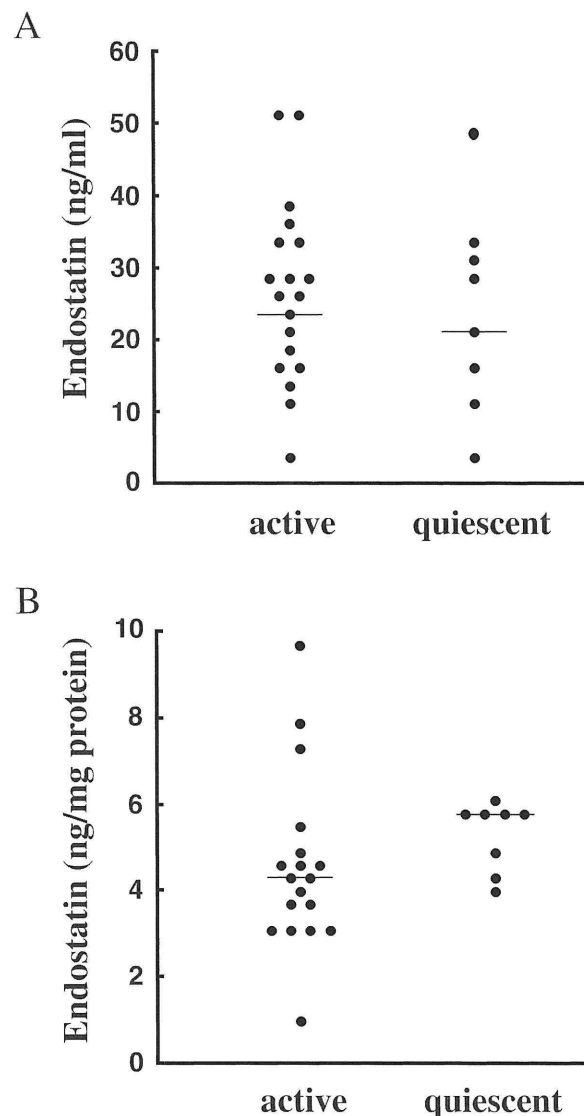 A
60
50
40
30
20
10
0
Endostatin (ng/ml)
active quiescent
B
10
8
6
4
2
0
Endostatin (ng/mg protein)
active quiescent